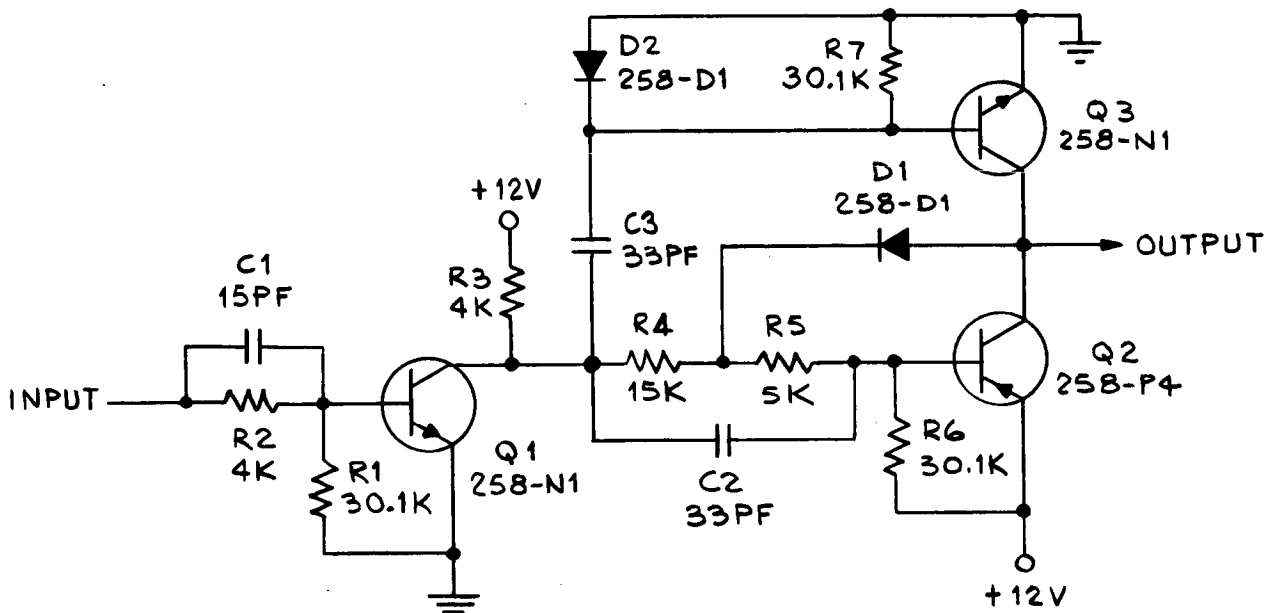 D2
258-D1
R7
30.1K
Q3
258-N1
D1
258-D1
+12V
C3
33PF
OUTPUT
C1
15PF
R3
4K
R4
15K
R5
5K
Q2
258-P4
INPUT
R2
4K
R1
30.1K
Q1
258-N1
C2
33PF
R6
30.1K
+12V